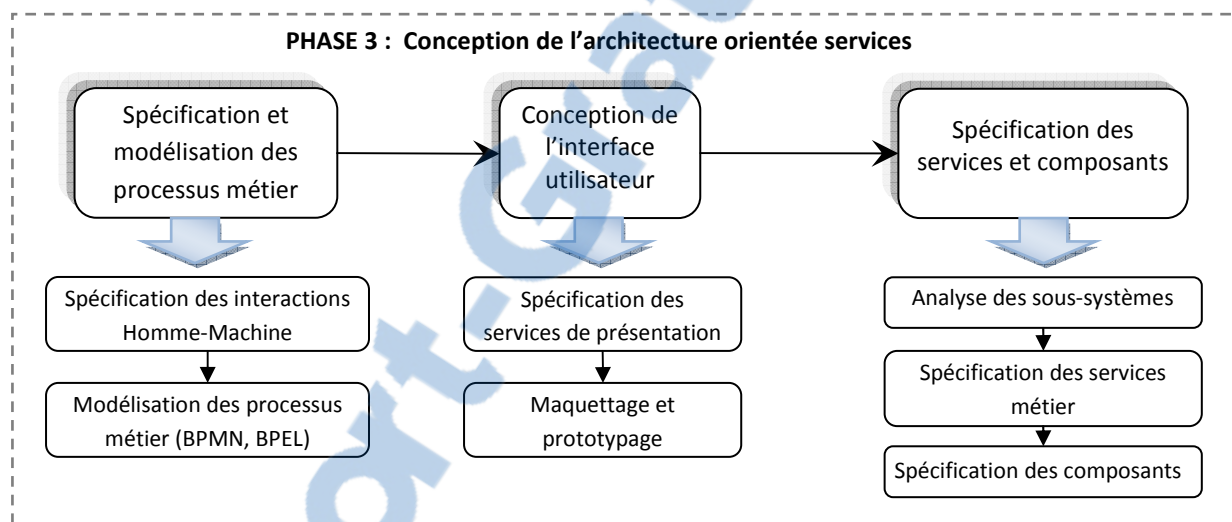 PHASE 3 : Conception de l'architecture orientée services
Spécification et
modélisation des
processus métier
Conception de
l'interface
utilisateur
Spécification des
services et composants
Spécification des interactions
Homme-Machine
Modélisation des processus
métier (BPMN, BPEL)
Spécification des
services de présentation
Maquettage et
prototypage
Analyse des sous-systèmes
Spécification des services
métier
Spécification des composants